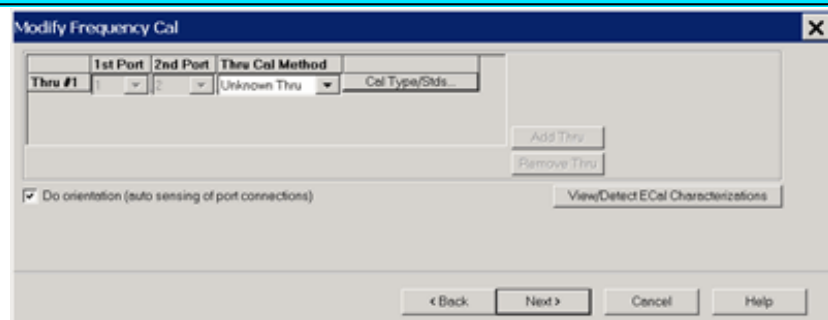 Modify Frequency Cal
1st Port 2nd Port Thru Cal Method
Thru #1 1 2 Unknown Thru Cal Type/Stds...
Add Thru
Remove Thru
Do orientation (auto sensing of port connections)
View/Detect ECal Characterizations
< Back Next > Cancel Help